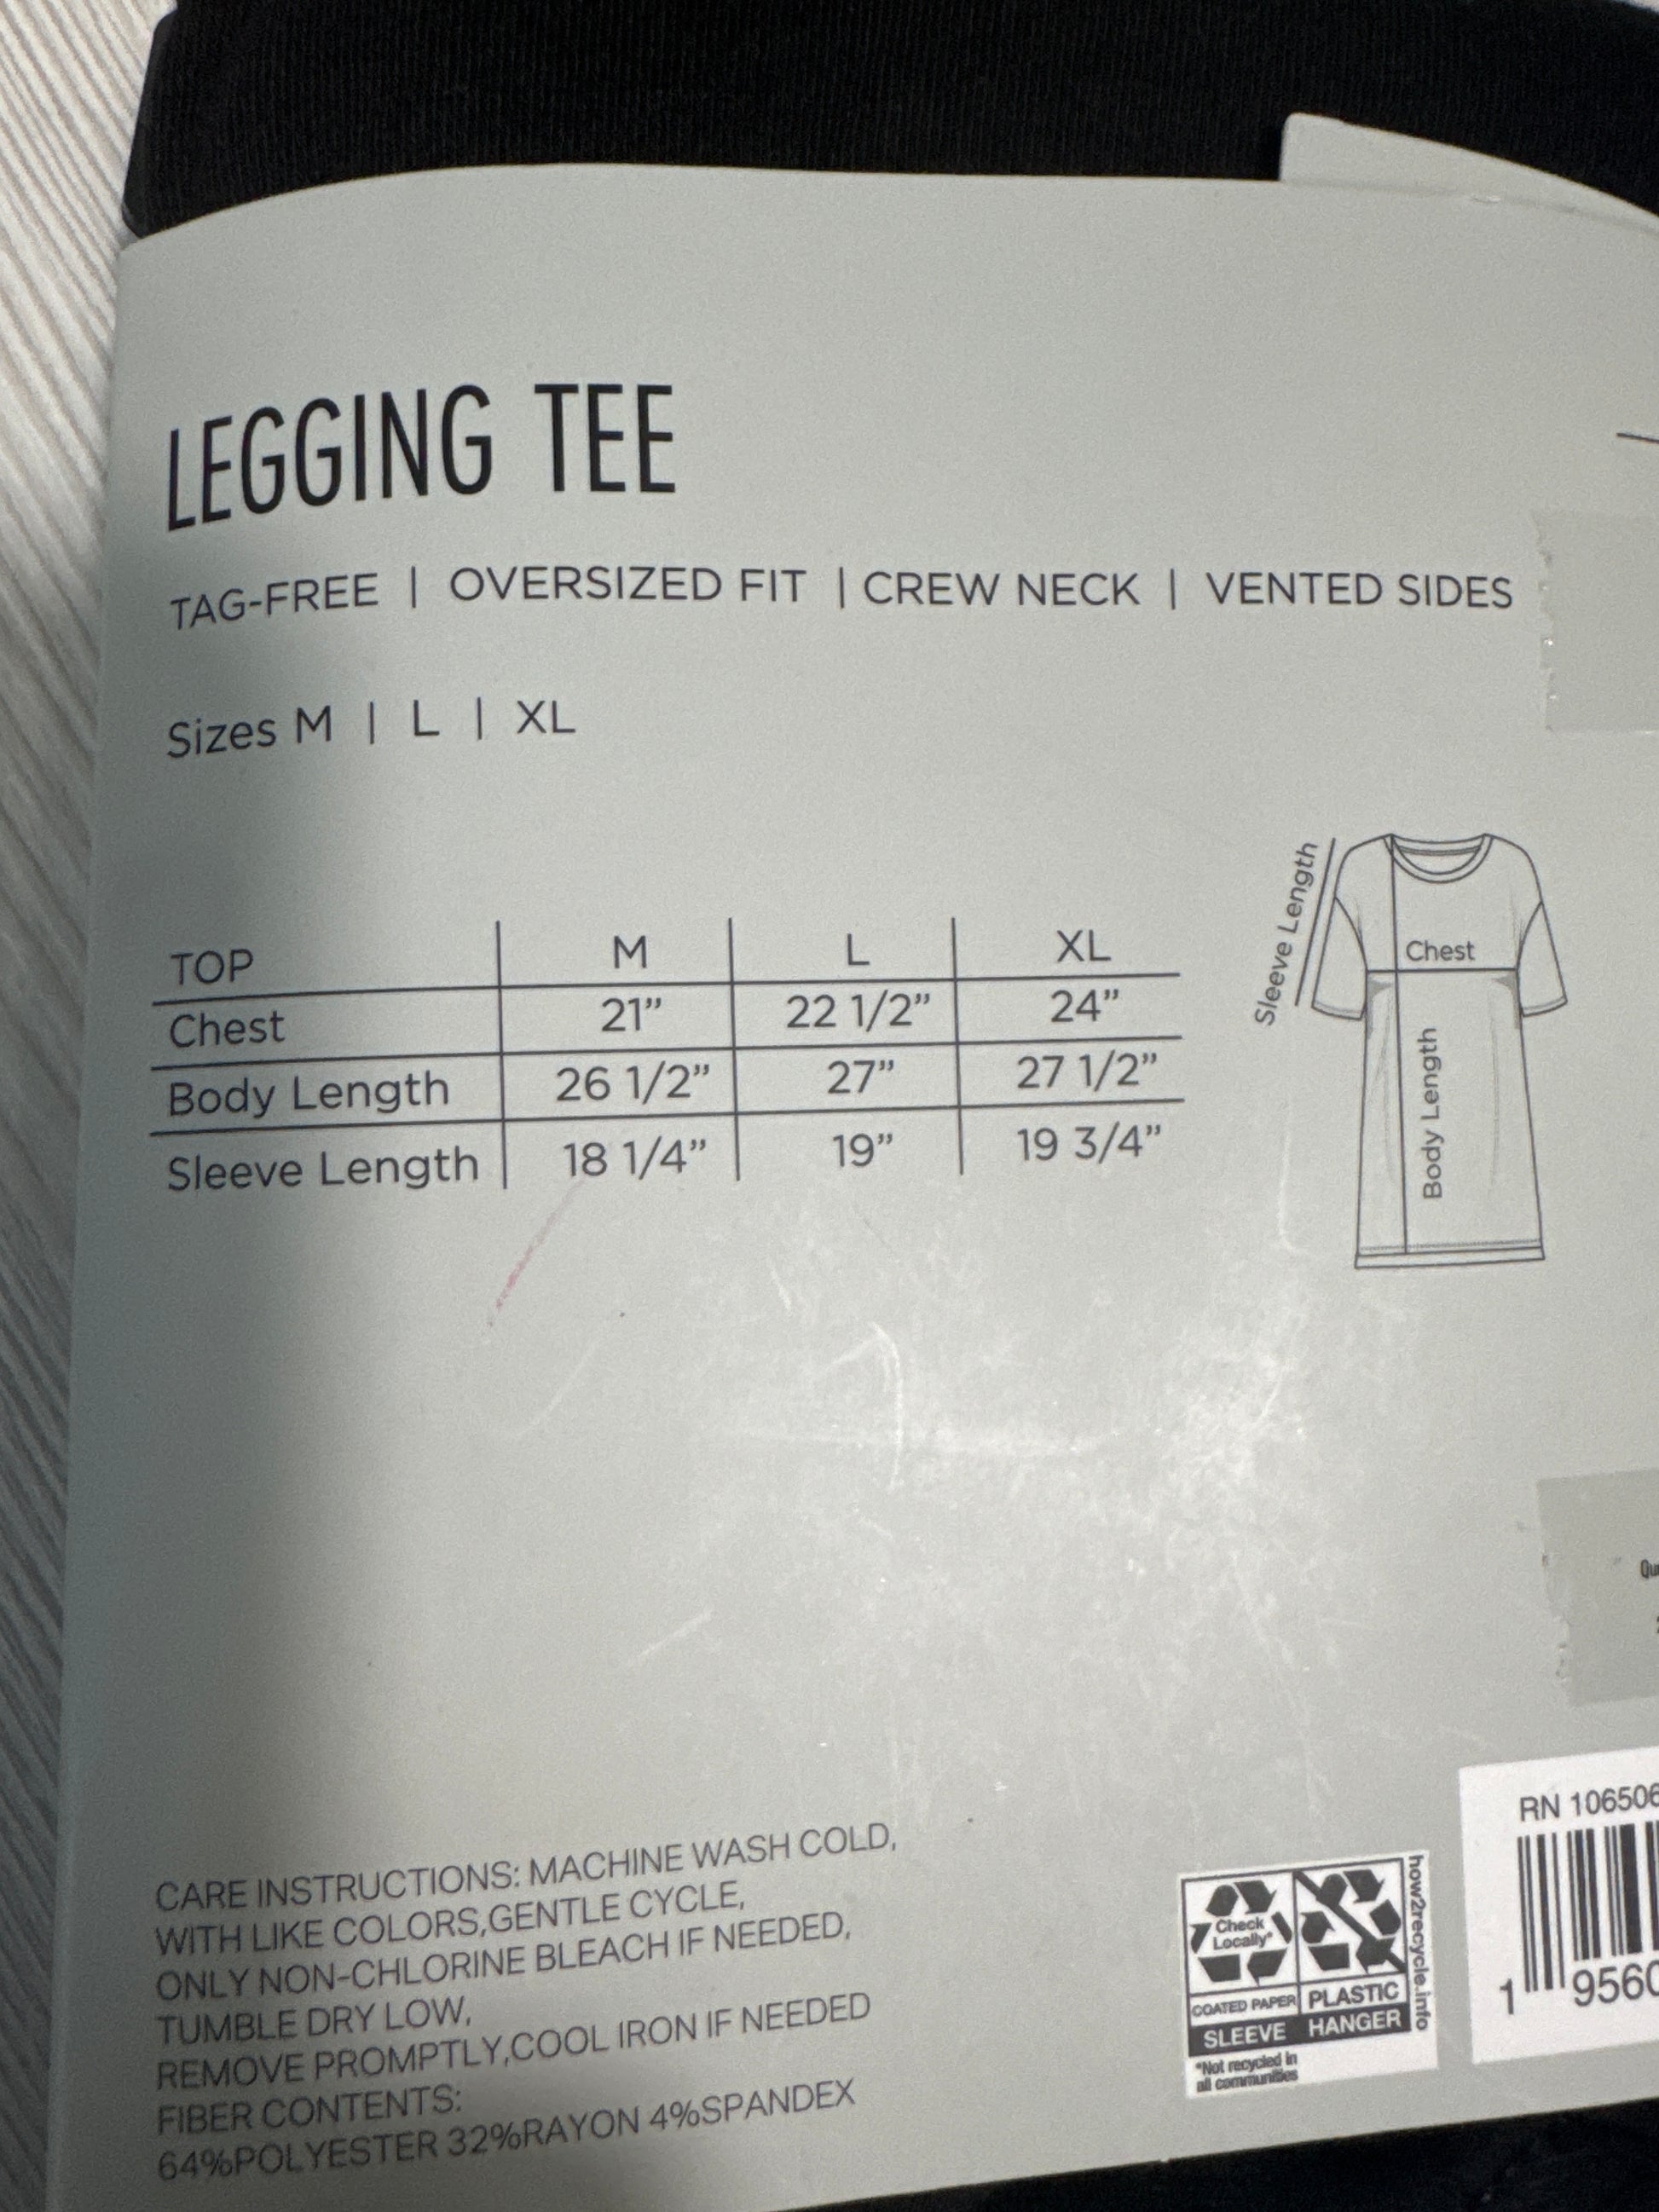 LEGGING TEE
TAG-FREE | OVERSIZED FIT | CREW NECK | VENTED SIDES
Sizes M | L | XL
TOP M L XL
Chest 21” 22 1/2” 24”
Body Length 26 1/2” 27” 27 1/2”
Sleeve Length 18 1/4” 19” 19 3/4”
Sleeve Length
Chest
Body Length
CARE INSTRUCTIONS: MACHINE WASH COLD,
WITH LIKE COLORS,GENTLE CYCLE,
ONLY NON-CHLORINE BLEACH IF NEEDED,
TUMBLE DRY LOW,
REMOVE PROMPTLY,COOL IRON IF NEEDED
FIBER CONTENTS:
64%POLYESTER 32%RAYON 4%SPANDEX
Check
Locally*
COATED PAPER PLASTIC
SLEEVE HANGER
*Not recycled in
all communities
how2recycle.info
RN 106506
1 9560